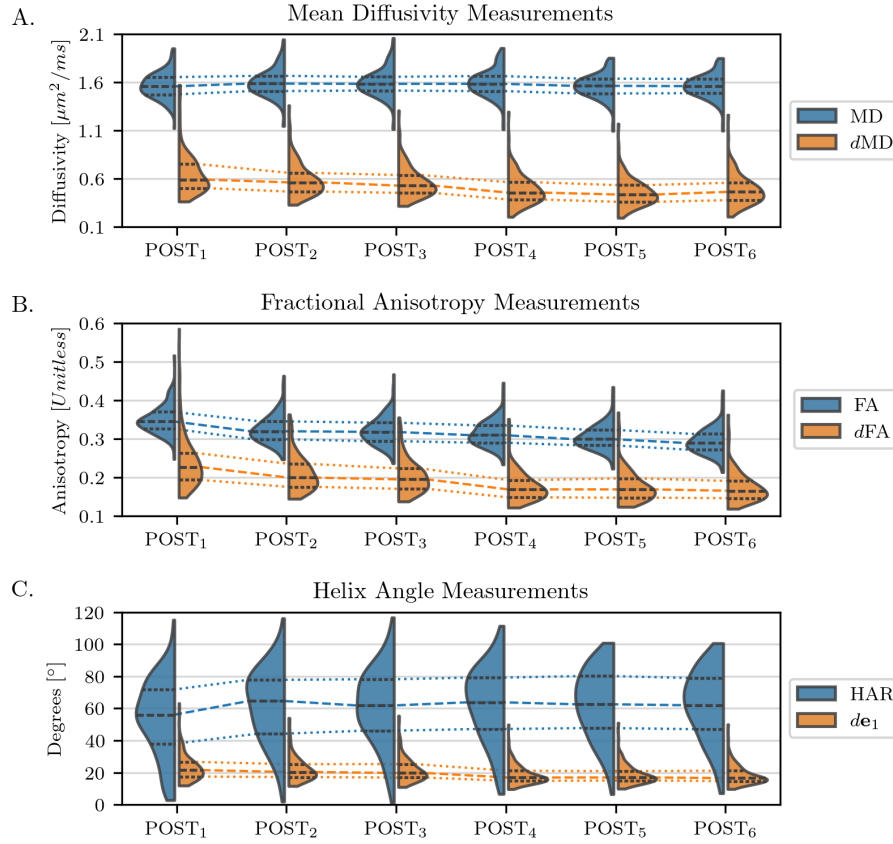 A.
Mean Diffusivity Measurements
Diffusivity [μm²/ms]
2.1
1.6
1.1
0.6
0.1
POST₁ POST₂ POST₃ POST₄ POST₅ POST₆
MD
dMD
B.
Fractional Anisotropy Measurements
Anisotropy [Unitless]
0.6
0.5
0.4
0.3
0.2
0.1
POST₁ POST₂ POST₃ POST₄ POST₅ POST₆
FA
dFA
C.
Helix Angle Measurements
Degrees [°]
120
100
80
60
40
20
0
POST₁ POST₂ POST₃ POST₄ POST₅ POST₆
HAR
de₁